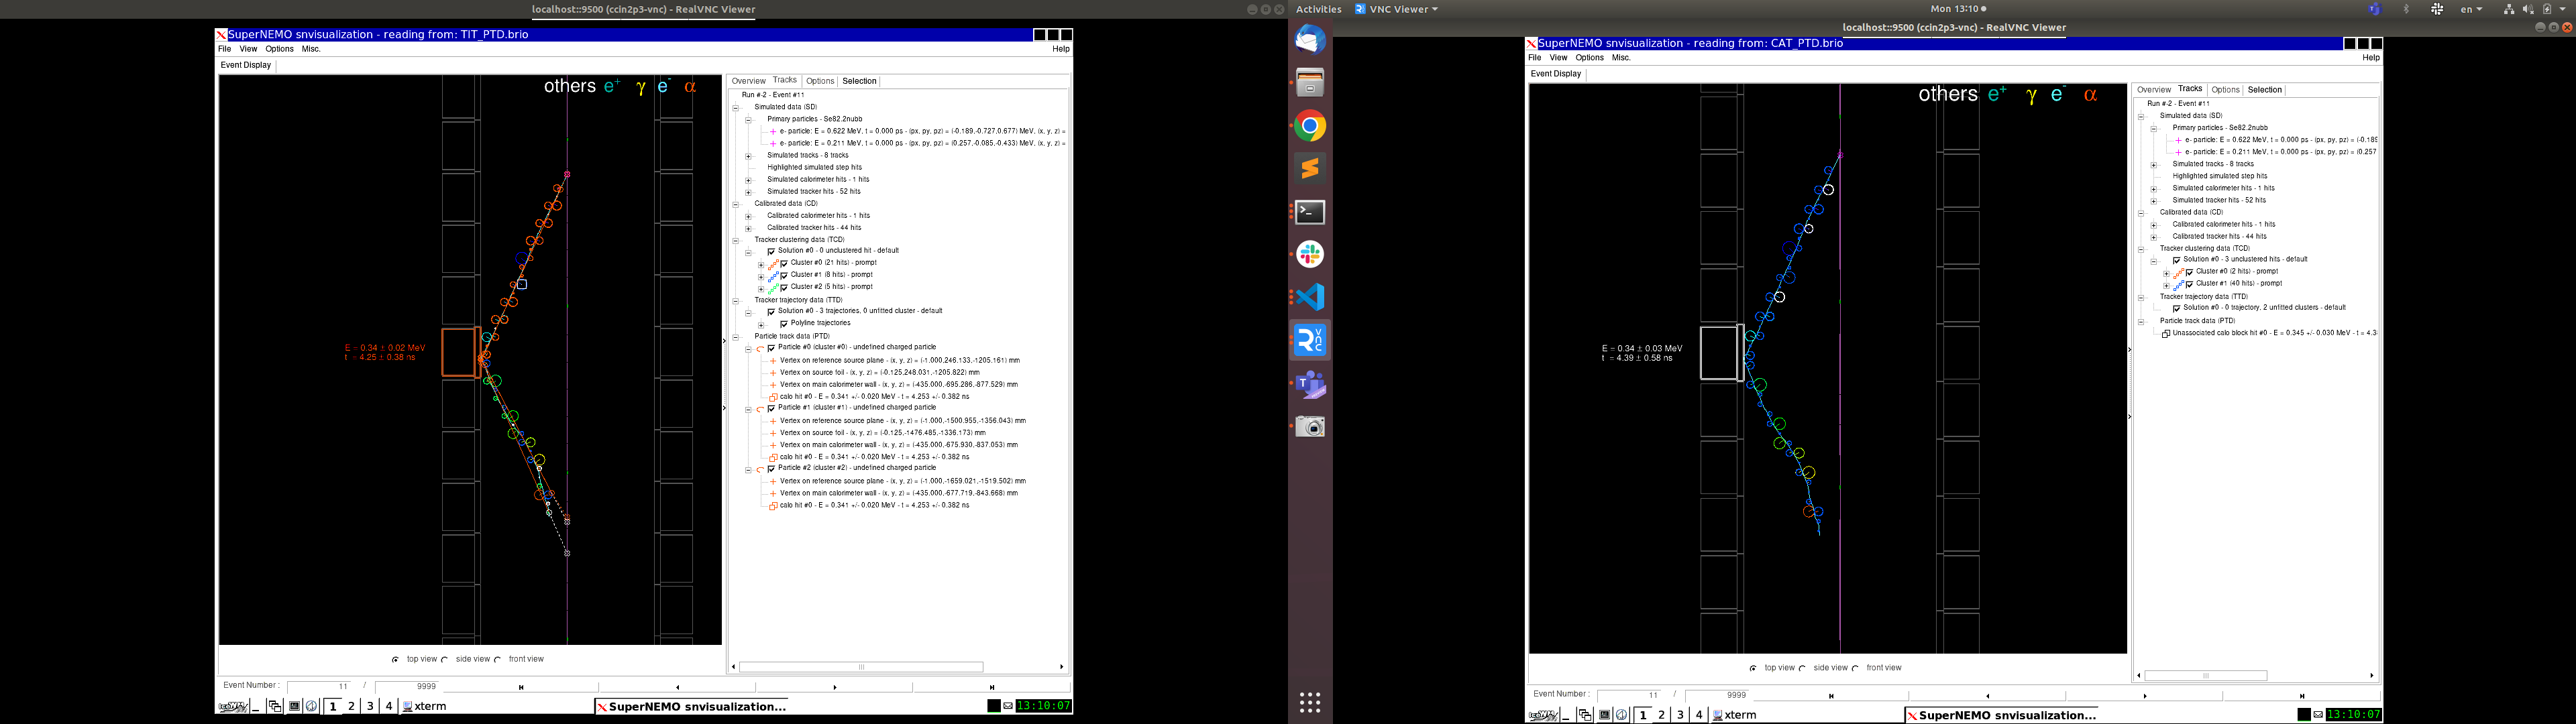 localhost::9500 (ccin2p3-vnc) - RealVNC Viewer
SuperNEMO snvisualization - reading from: TIT_PTD.brio
File View Options Misc. Help
Event Display
others e+ γ e- α
E = 0.34 ± 0.02 MeV
t = 4.25 ± 0.38 ns
Overview Tracks Options Selection
Run #-2 - Event #11
Simulated data (SD)
Primary particles - Se82.2nubb
e- particle: E = 0.622 MeV, t = 0.000 ps - (px, py, pz) = (-0.189,-0.727,0.677) MeV, (x, y, z) =
e- particle: E = 0.211 MeV, t = 0.000 ps - (px, py, pz) = (0.257,-0.085,-0.433) MeV, (x, y, z) =
Simulated tracks - 8 tracks
Highlighted simulated step hits
Simulated calorimeter hits - 1 hits
Simulated tracker hits - 52 hits
Calibrated data (CD)
Calibrated calorimeter hits - 1 hits
Calibrated tracker hits - 44 hits
Tracker clustering data (TCD)
Solution #0 - 0 unclustered hit - default
Cluster #0 (21 hits) - prompt
Cluster #1 (8 hits) - prompt
Cluster #2 (5 hits) - prompt
Tracker trajectory data (TTD)
Solution #0 - 3 trajectories, 0 unfitted cluster - default
Polyline trajectories
Particle track data (PTD)
Particle #0 (cluster #0) - undefined charged particle
Vertex on reference source plane - (x, y, z) = (-1.000,246.133,-1205.161) mm
Vertex on source foil - (x, y, z) = (-0.125,248.031,-1205.822) mm
Vertex on main calorimeter wall - (x, y, z) = (-435.000,-695.286,-877.529) mm
calo hit #0 - E = 0.341 +/- 0.020 MeV - t = 4.253 +/- 0.382 ns
Particle #1 (cluster #1) - undefined charged particle
Vertex on reference source plane - (x, y, z) = (-1.000,-1500.955,-1356.043) mm
Vertex on source foil - (x, y, z) = (-0.125,-1476.485,-1336.173) mm
Vertex on main calorimeter wall - (x, y, z) = (-435.000,-675.930,-837.053) mm
calo hit #0 - E = 0.341 +/- 0.020 MeV - t = 4.253 +/- 0.382 ns
Particle #2 (cluster #2) - undefined charged particle
Vertex on reference source plane - (x, y, z) = (-1.000,-1659.021,-1519.502) mm
Vertex on main calorimeter wall - (x, y, z) = (-435.000,-677.719,-843.668) mm
calo hit #0 - E = 0.341 +/- 0.020 MeV - t = 4.253 +/- 0.382 ns
top view side view front view
Event Number : 11 / 9999
1 2 3 4 xterm SuperNEMO snvisualization... 13:10:07
Activities VNC Viewer Mon 13:10 en
localhost::9500 (ccin2p3-vnc) - RealVNC Viewer
SuperNEMO snvisualization - reading from: CAT_PTD.brio
File View Options Misc. Help
Event Display
others e+ γ e- α
E = 0.34 ± 0.03 MeV
t = 4.39 ± 0.58 ns
Overview Tracks Options Selection
Run #-2 - Event #11
Simulated data (SD)
Primary particles - Se82.2nubb
e- particle: E = 0.622 MeV, t = 0.000 ps - (px, py, pz) = (-0.189
e- particle: E = 0.211 MeV, t = 0.000 ps - (px, py, pz) = (0.257
Simulated tracks - 8 tracks
Highlighted simulated step hits
Simulated calorimeter hits - 1 hits
Simulated tracker hits - 52 hits
Calibrated data (CD)
Calibrated calorimeter hits - 1 hits
Calibrated tracker hits - 44 hits
Tracker clustering data (TCD)
Solution #0 - 3 unclustered hits - default
Cluster #0 (2 hits) - prompt
Cluster #1 (40 hits) - prompt
Tracker trajectory data (TTD)
Solution #0 - 0 trajectory, 2 unfitted clusters - default
Particle track data (PTD)
Unassociated calo block hit #0 - E = 0.345 +/- 0.030 MeV - t = 4.3
top view side view front view
Event Number : 11 / 9999
1 2 3 4 xterm SuperNEMO snvisualization... 13:10:07